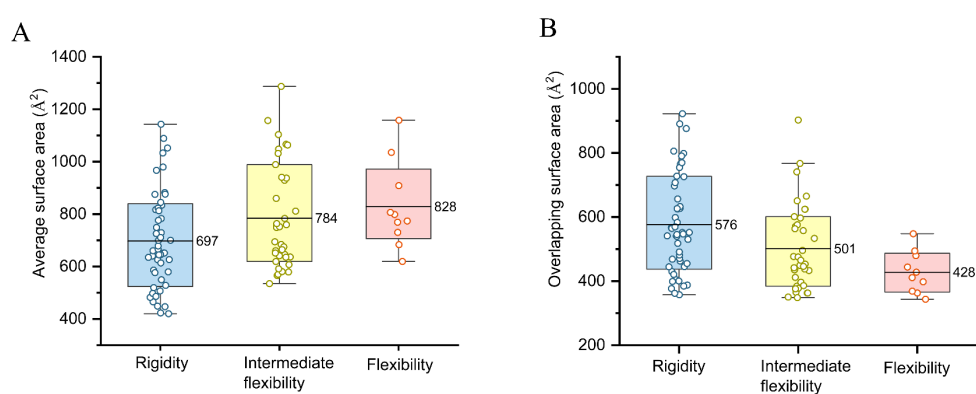 A
Average surface area (Å²)
1400
1200
1000
800
600
400
697
784
828
Rigidity
Intermediate
flexibility
Flexibility
B
Overlapping surface area (Å²)
1000
800
600
400
200
576
501
428
Rigidity
Intermediate
flexibility
Flexibility